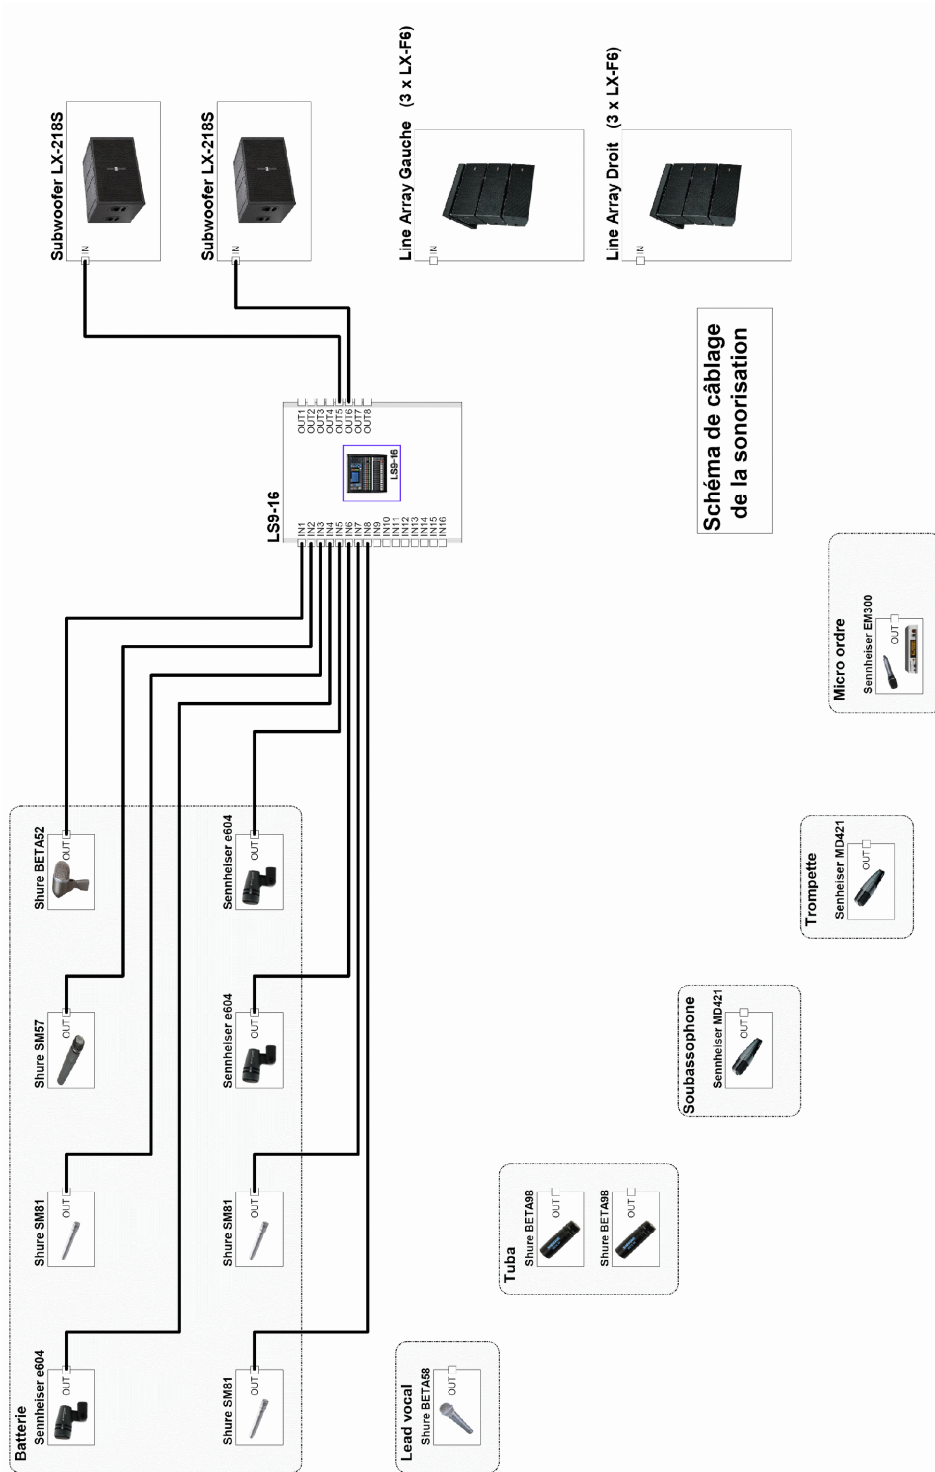 Batterie
Sennheiser e604
OUT
Shure SM81
OUT
Shure SM57
OUT
Shure BETA52
OUT
Shure SM81
OUT
Shure SM81
OUT
Sennheiser e604
OUT
Sennheiser e604
OUT
Lead vocal
Shure BETA58
OUT
Tuba
Shure BETA98
OUT
Shure BETA98
OUT
Soubassophone
Sennheiser MD421
OUT
Trompette
Senheiser MD421
OUT
Micro ordre
Sennheiser EM300
OUT
LS9-16
IN1
IN2
IN3
IN4
IN5
IN6
IN7
IN8
IN9
IN10
IN11
IN12
IN13
IN14
IN15
IN16
LS9-16
OUT1
OUT2
OUT3
OUT4
OUT5
OUT6
OUT7
OUT8
Subwoofer LX-218S
IN
Subwoofer LX-218S
IN
Line Array Gauche (3 x LX-F6)
IN
Line Array Droit (3 x LX-F6)
IN
Schéma de câblage
de la sonorisation